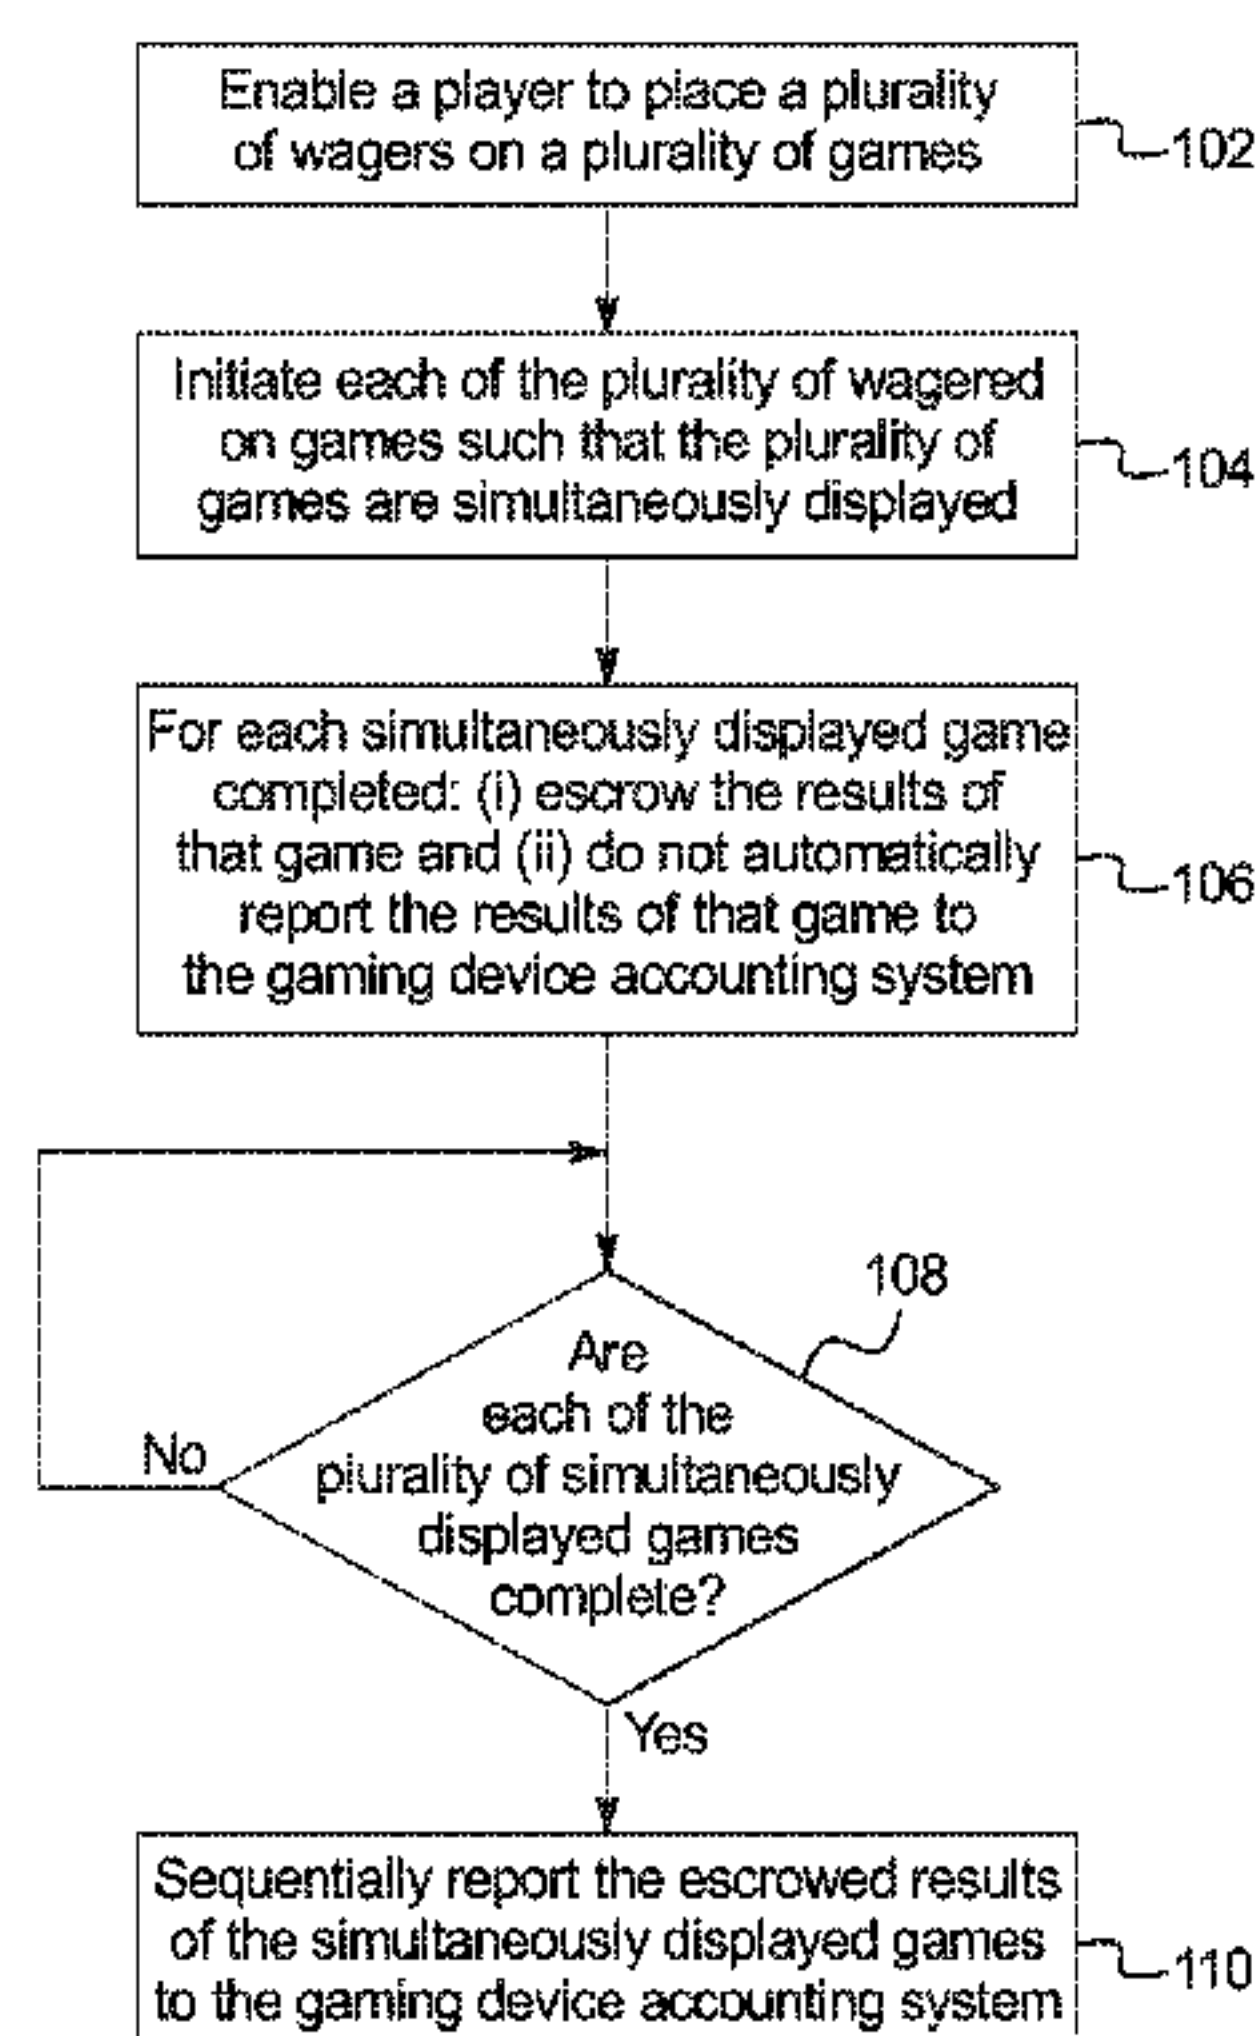 Enable a player to place a plurality
of wagers on a plurality of games
102
Initiate each of the plurality of wagered
on games such that the plurality of
games are simultaneously displayed
104
For each simultaneously displayed game
completed: (i) escrow the results of
that game and (ii) do not automatically
report the results of that game to
the gaming device accounting system
106
108
Are
each of the
plurality of simultaneously
displayed games
complete?
No
Yes
Sequentially report the escrowed results
of the simultaneously displayed games
to the gaming device accounting system
110